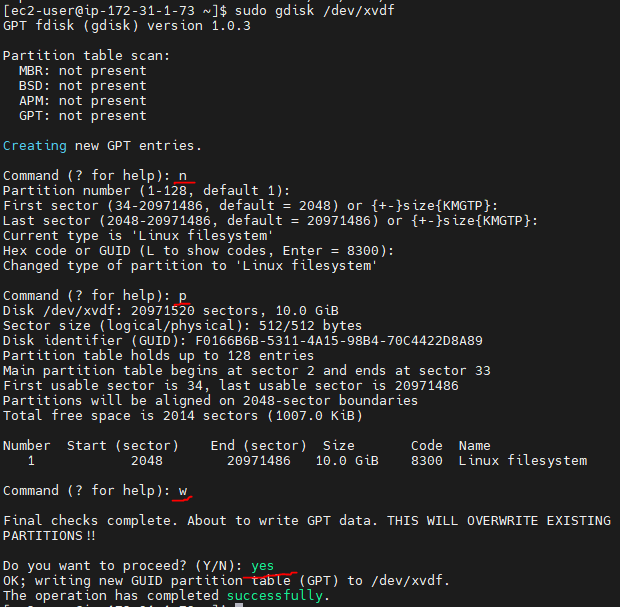 [ec2-user@ip-172-31-1-73 ~]$ sudo gdisk /dev/xvdf
GPT fdisk (gdisk) version 1.0.3
Partition table scan:
MBR: not present
BSD: not present
APM: not present
GPT: not present
Creating new GPT entries.
Command (? for help): n
Partition number (1-128, default 1):
First sector (34-20971486, default = 2048) or {+-}size{KMGTP}:
Last sector (2048-20971486, default = 20971486) or {+-}size{KMGTP}:
Current type is 'Linux filesystem'
Hex code or GUID (L to show codes, Enter = 8300):
Changed type of partition to 'Linux filesystem'
Command (? for help): p
Disk /dev/xvdf: 20971520 sectors, 10.0 GiB
Sector size (logical/physical): 512/512 bytes
Disk identifier (GUID): F0166B6B-5311-4A15-98B4-70C4422D8A89
Partition table holds up to 128 entries
Main partition table begins at sector 2 and ends at sector 33
First usable sector is 34, last usable sector is 20971486
Partitions will be aligned on 2048-sector boundaries
Total free space is 2014 sectors (1007.0 KiB)
Number Start (sector) End (sector) Size Code Name
1 2048 20971486 10.0 GiB 8300 Linux filesystem
Command (? for help): w
Final checks complete. About to write GPT data. THIS WILL OVERWRITE EXISTING
PARTITIONS!!
Do you want to proceed? (Y/N): yes
OK; writing new GUID partition table (GPT) to /dev/xvdf.
The operation has completed successfully.
[ec2-user@ip-172-31-1-73 ~]$